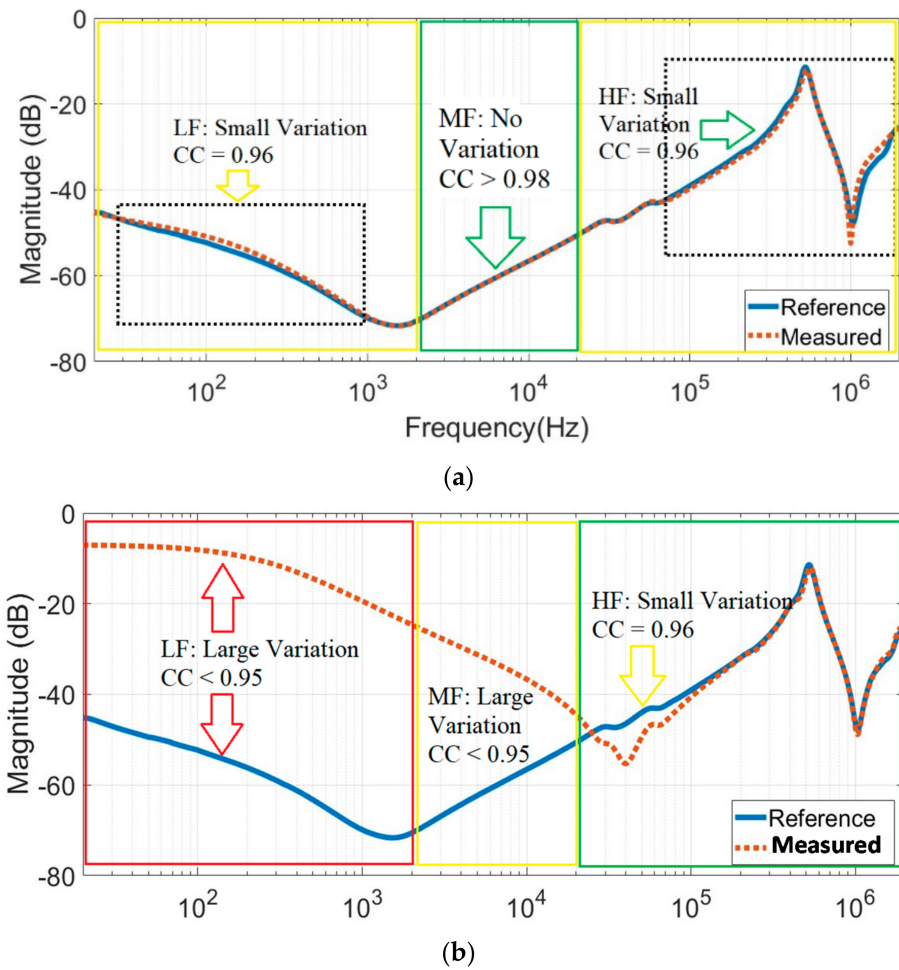 0
-20
-40
-60
-80
Magnitude (dB)
LF: Small Variation
CC = 0.96
MF: No
Variation
CC > 0.98
HF: Small
Variation
CC = 0.96
Reference
Measured
10^2
10^3
10^4
10^5
10^6
Frequency(Hz)
(a)
0
-20
-40
-60
-80
Magnitude (dB)
LF: Large Variation
CC < 0.95
MF: Large
Variation
CC < 0.95
HF: Small Variation
CC = 0.96
Reference
Measured
10^2
10^3
10^4
10^5
10^6
(b)